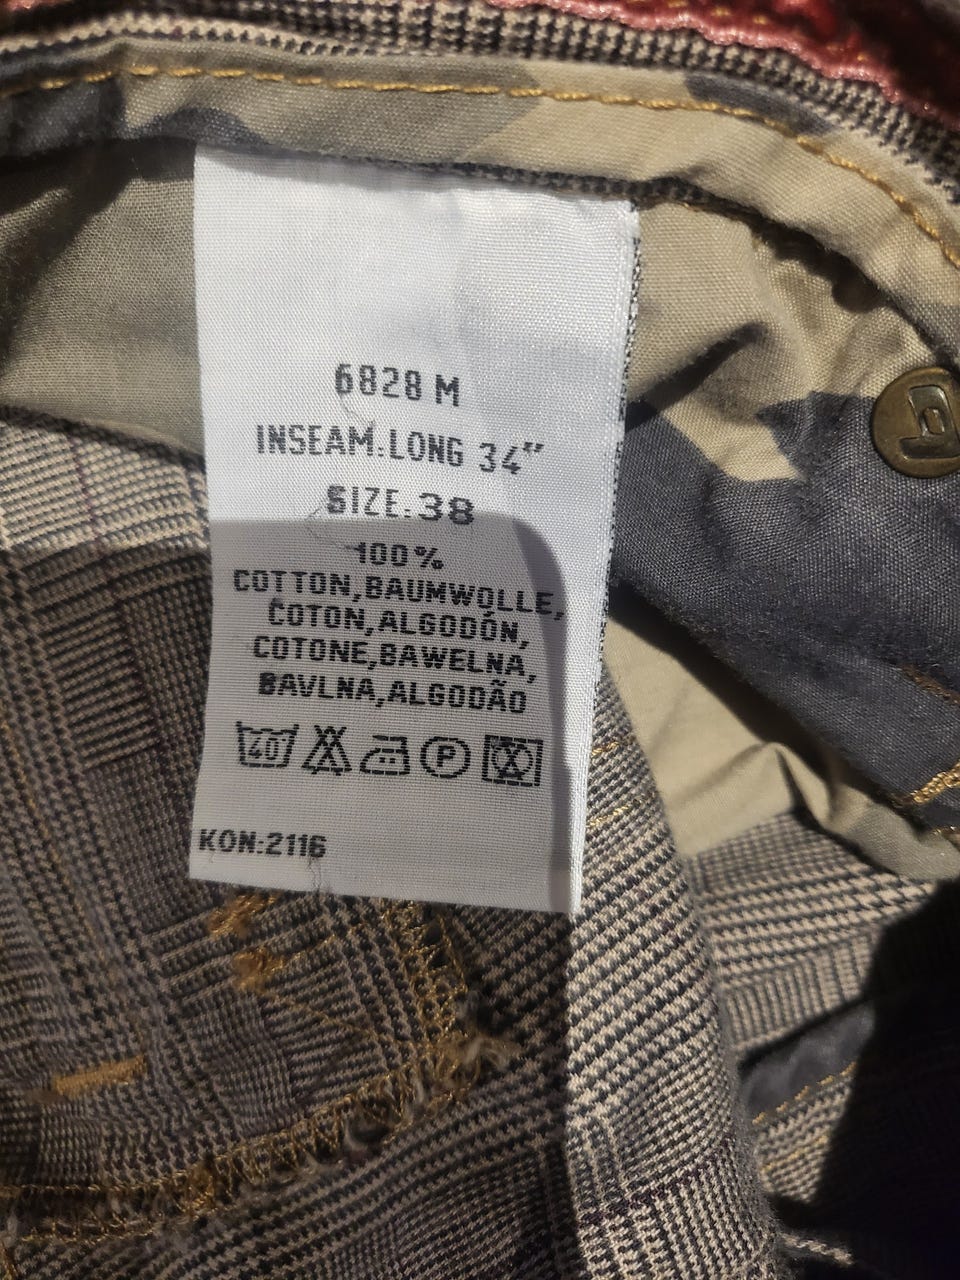 6828 M
INSEAM:LONG 34"
SIZE:38
100%
COTTON,BAUMWOLLE,
COTON,ALGODÓN,
COTONE,BAWELNA,
BAVLNA,ALGODÃO
40 P
KON:2116